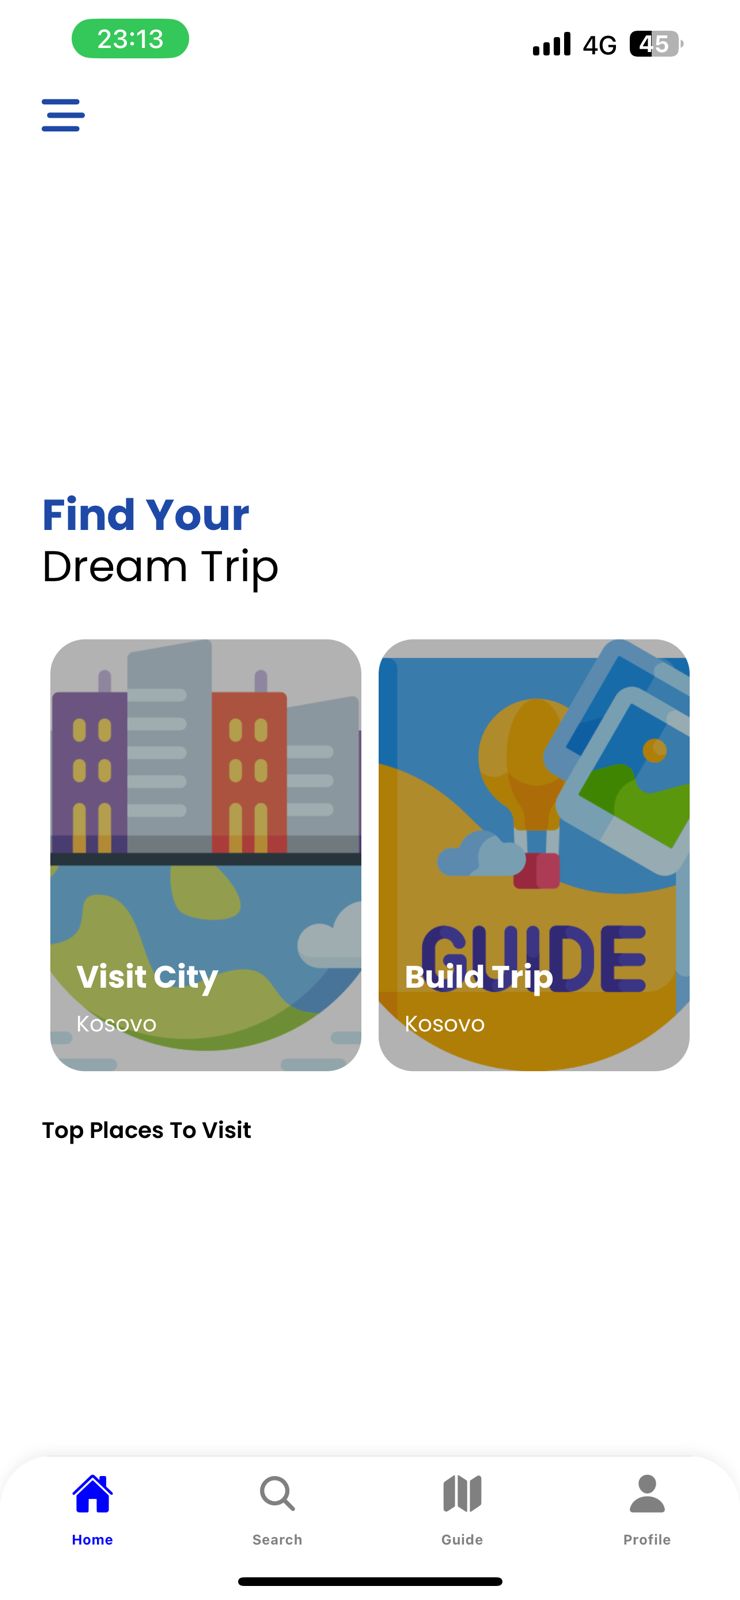 23:13
4G
45
Find Your
Dream Trip
GUIDE
Visit City
Kosovo
Build Trip
Kosovo
Top Places To Visit
Home
Search
Guide
Profile